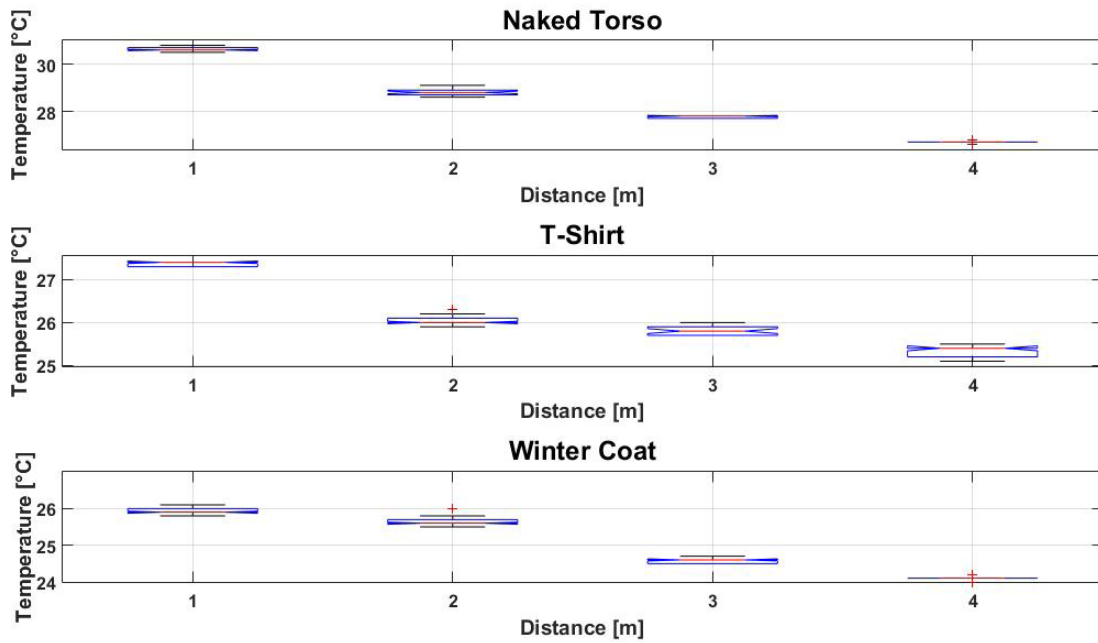 Naked Torso
Temperature [°C]
30
28
1 2 3 4
Distance [m]
T-Shirt
Temperature [°C]
27
26
25
1 2 3 4
Distance [m]
Winter Coat
Temperature [°C]
26
25
24
1 2 3 4
Distance [m]